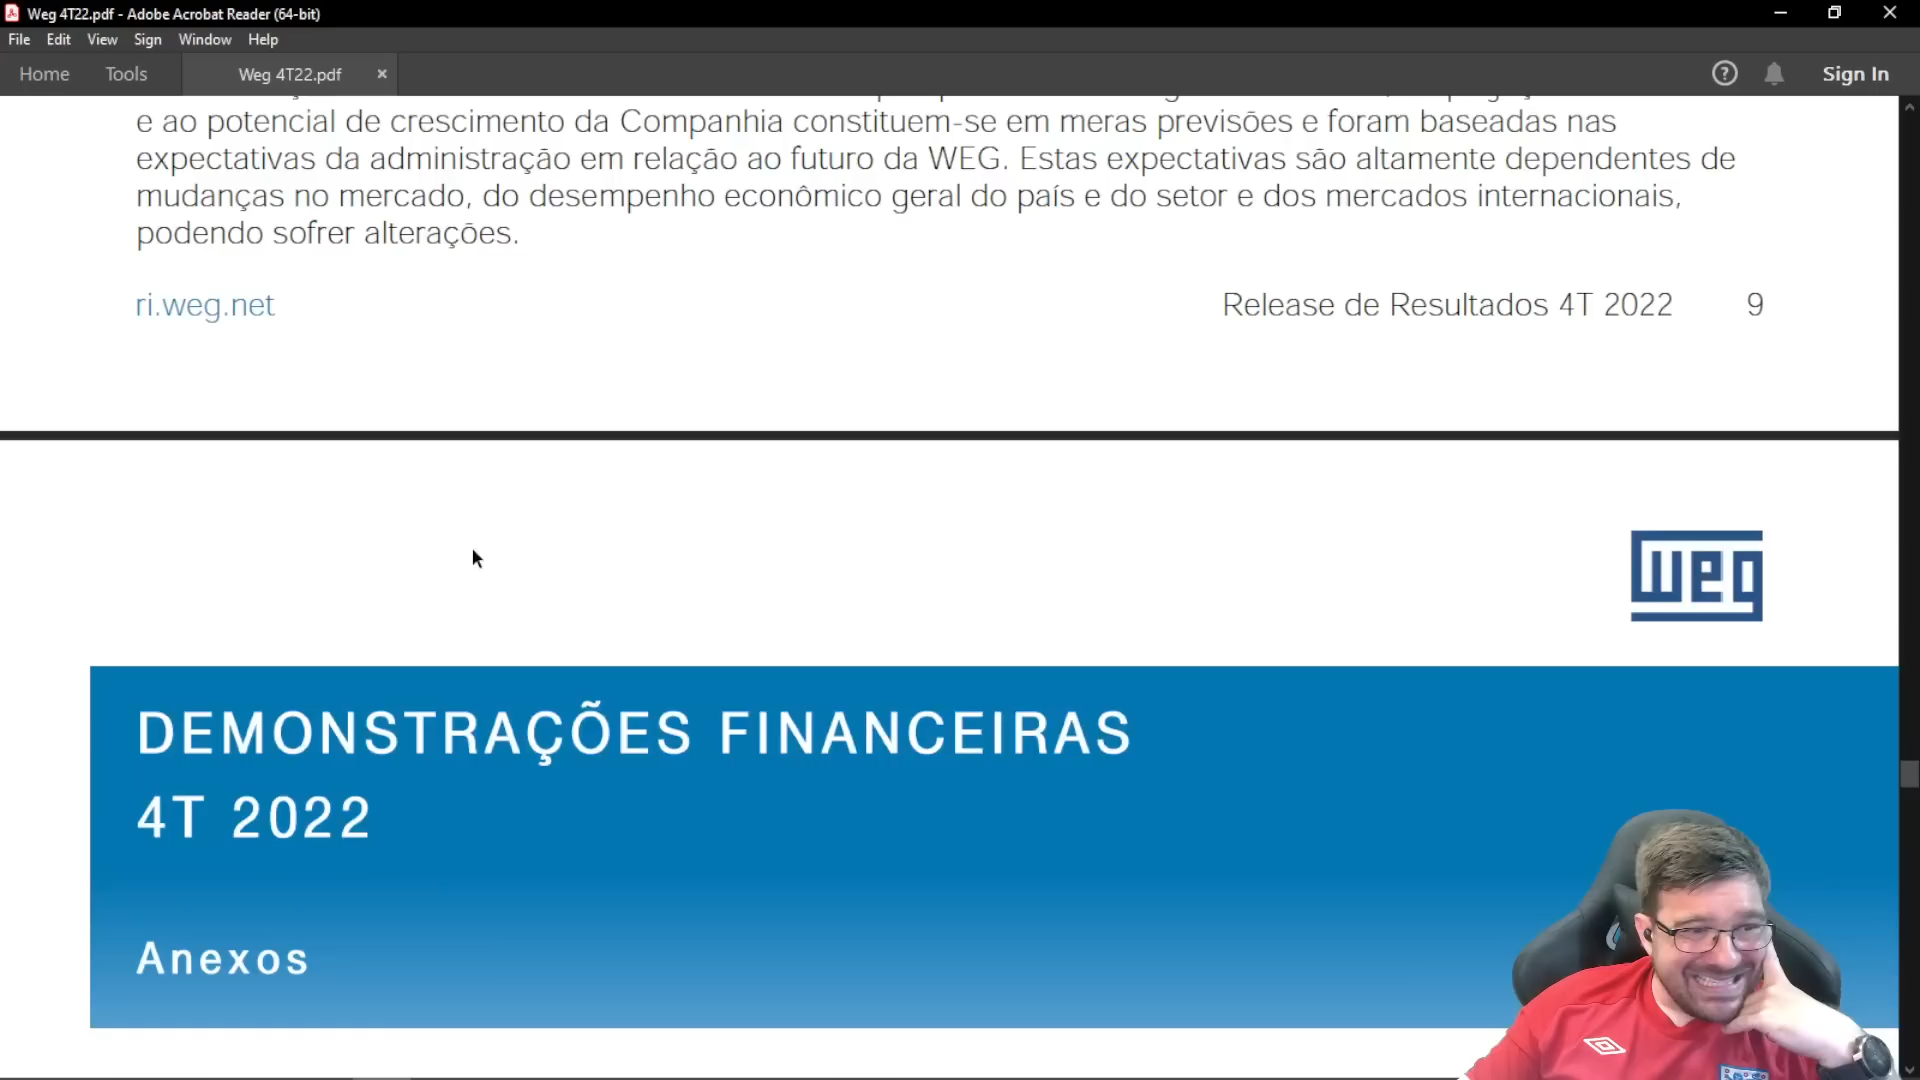 Weg 4T22.pdf - Adobe Acrobat Reader (64-bit)
File Edit View Sign Window Help
Home Tools Weg 4T22.pdf × Sign In
e ao potencial de crescimento da Companhia constituem-se em meras previsões e foram baseadas nas
expectativas da administração em relação ao futuro da WEG. Estas expectativas são altamente dependentes de
mudanças no mercado, do desempenho econômico geral do país e do setor e dos mercados internacionais,
podendo sofrer alterações.
ri.weg.net Release de Resultados 4T 2022 9
weg
DEMONSTRAÇÕES FINANCEIRAS
4T 2022
Anexos